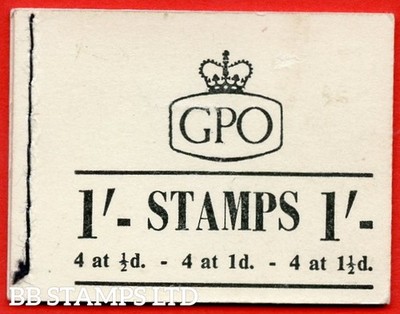 GPO
1/- STAMPS 1/-
4 at ½d. - 4 at 1d. - 4 at 1½d.
BB STAMPS LTD